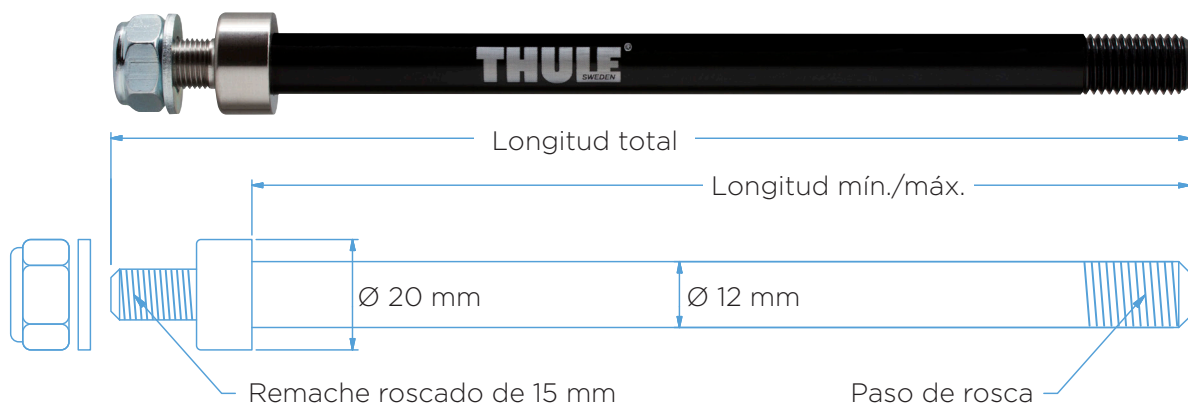 THULE®
SWEDEN
Longitud total
Longitud mín./máx.
Ø 20 mm
Ø 12 mm
Remache roscado de 15 mm
Paso de rosca